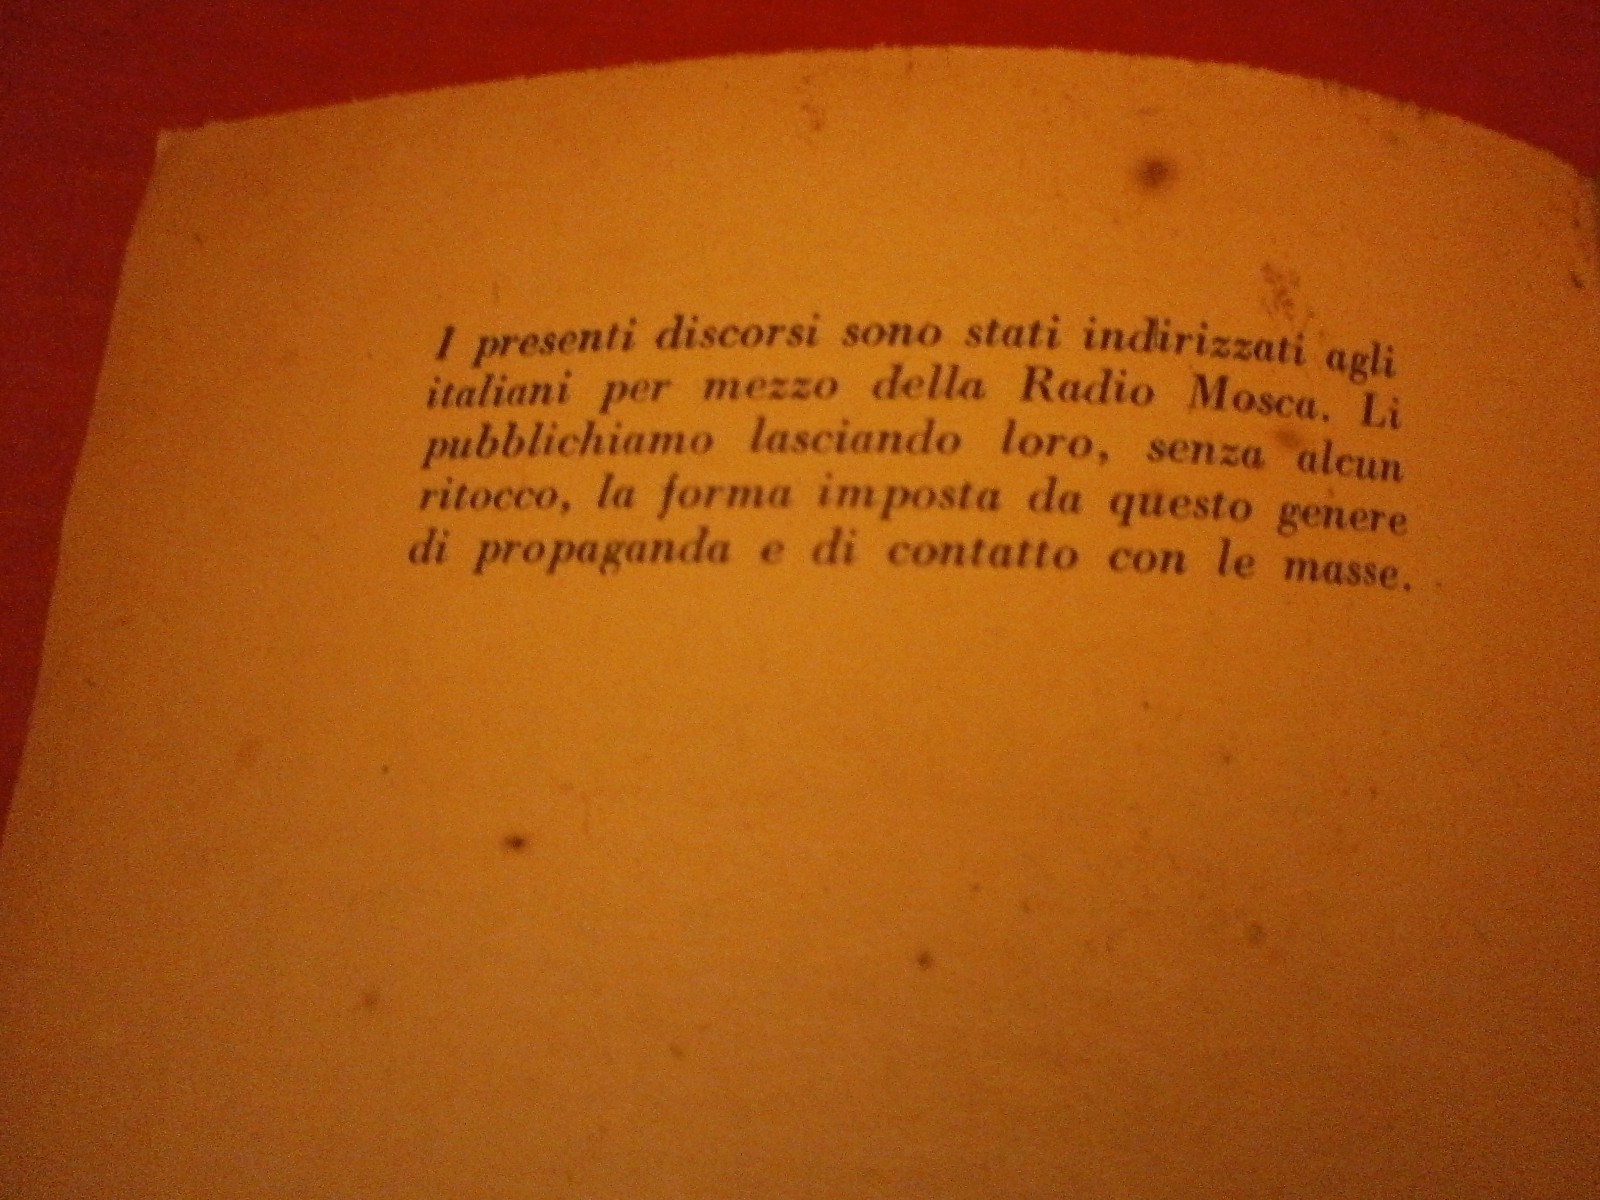 I presenti discorsi sono stati indirizzati agli
italiani per mezzo della Radio Mosca. Li
pubblichiamo lasciando loro, senza alcun
ritocco, la forma imposta da questo genere
di propaganda e di contatto con le masse.